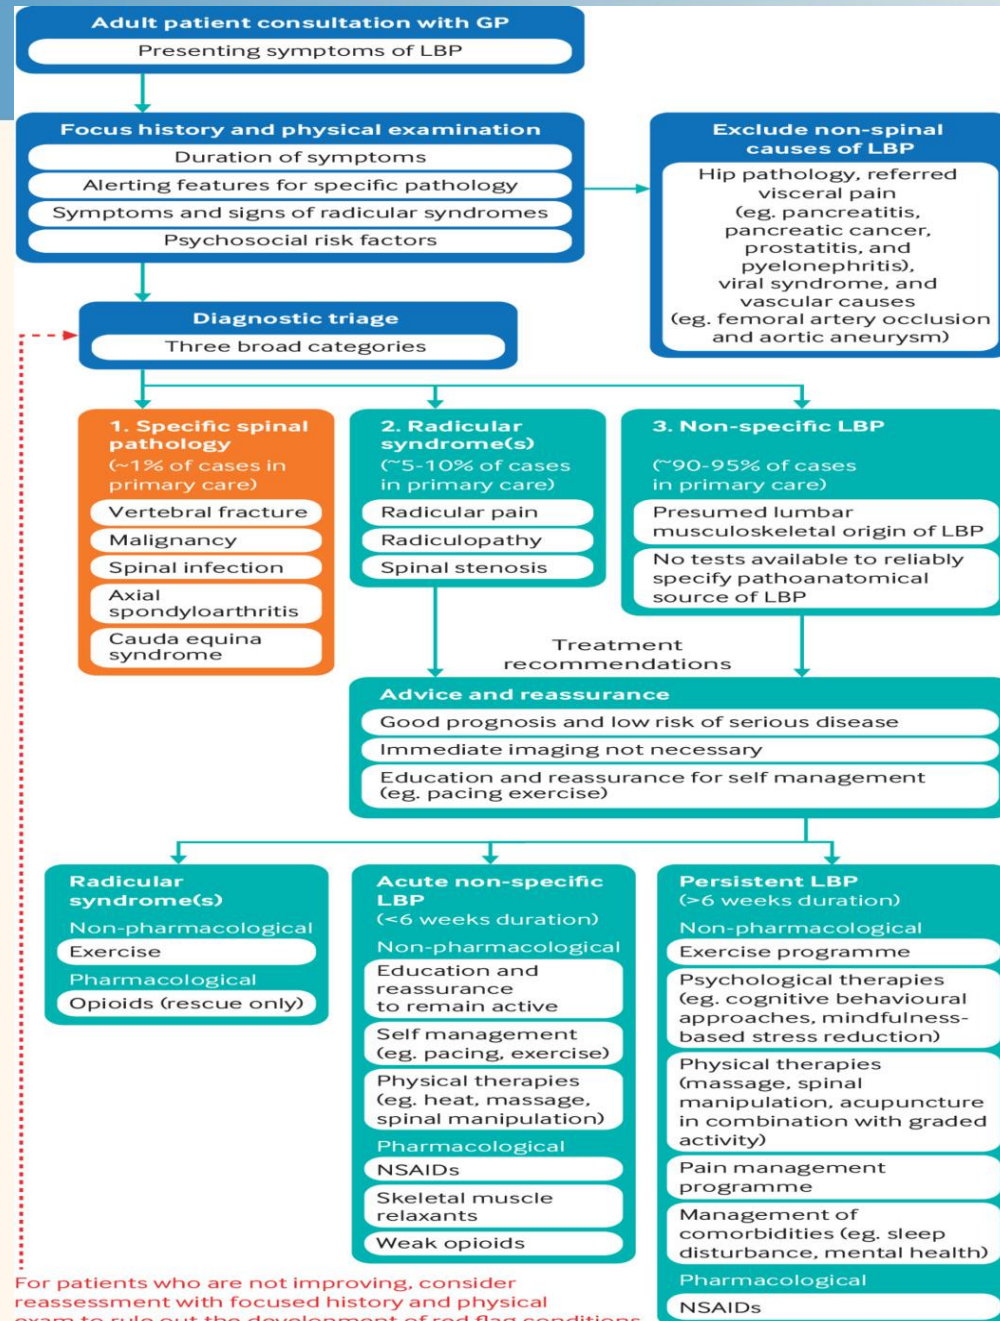 Adult patient consultation with GP
Presenting symptoms of LBP
Focus history and physical examination
Duration of symptoms
Alerting features for specific pathology
Symptoms and signs of radicular syndromes
Psychosocial risk factors
Exclude non-spinal
causes of LBP
Hip pathology, referred
visceral pain
(eg. pancreatitis,
pancreatic cancer,
prostatitis, and
pyelonephritis),
viral syndrome, and
vascular causes
(eg. femoral artery occlusion
and aortic aneurysm)
Diagnostic triage
Three broad categories
1. Specific spinal
pathology
(~1% of cases in
primary care)
Vertebral fracture
Malignancy
Spinal infection
Axial
spondyloarthritis
Cauda equina
syndrome
2. Radicular
syndrome(s)
(~5-10% of cases
in primary care)
Radicular pain
Radiculopathy
Spinal stenosis
3. Non-specific LBP
(~90-95% of cases
in primary care)
Presumed lumbar
musculoskeletal origin of LBP
No tests available to reliably
specify pathoanatomical
source of LBP
Treatment
recommendations
Advice and reassurance
Good prognosis and low risk of serious disease
Immediate imaging not necessary
Education and reassurance for self management
(eg. pacing exercise)
Radicular
syndrome(s)
Non-pharmacological
Exercise
Pharmacological
Opioids (rescue only)
Acute non-specific
LBP
(<6 weeks duration)
Non-pharmacological
Education and
reassurance
to remain active
Self management
(eg. pacing, exercise)
Physical therapies
(eg. heat, massage,
spinal manipulation)
Pharmacological
NSAIDs
Skeletal muscle
relaxants
Weak opioids
Persistent LBP
(>6 weeks duration)
Non-pharmacological
Exercise programme
Psychological therapies
(eg. cognitive behavioural
approaches, mindfulness-
based stress reduction)
Physical therapies
(massage, spinal
manipulation, acupuncture
in combination with graded
activity)
Pain management
programme
Management of
comorbidities (eg. sleep
disturbance, mental health)
Pharmacological
NSAIDs
For patients who are not improving, consider
reassessment with focused history and physical
exam to rule out the development of red flag conditions